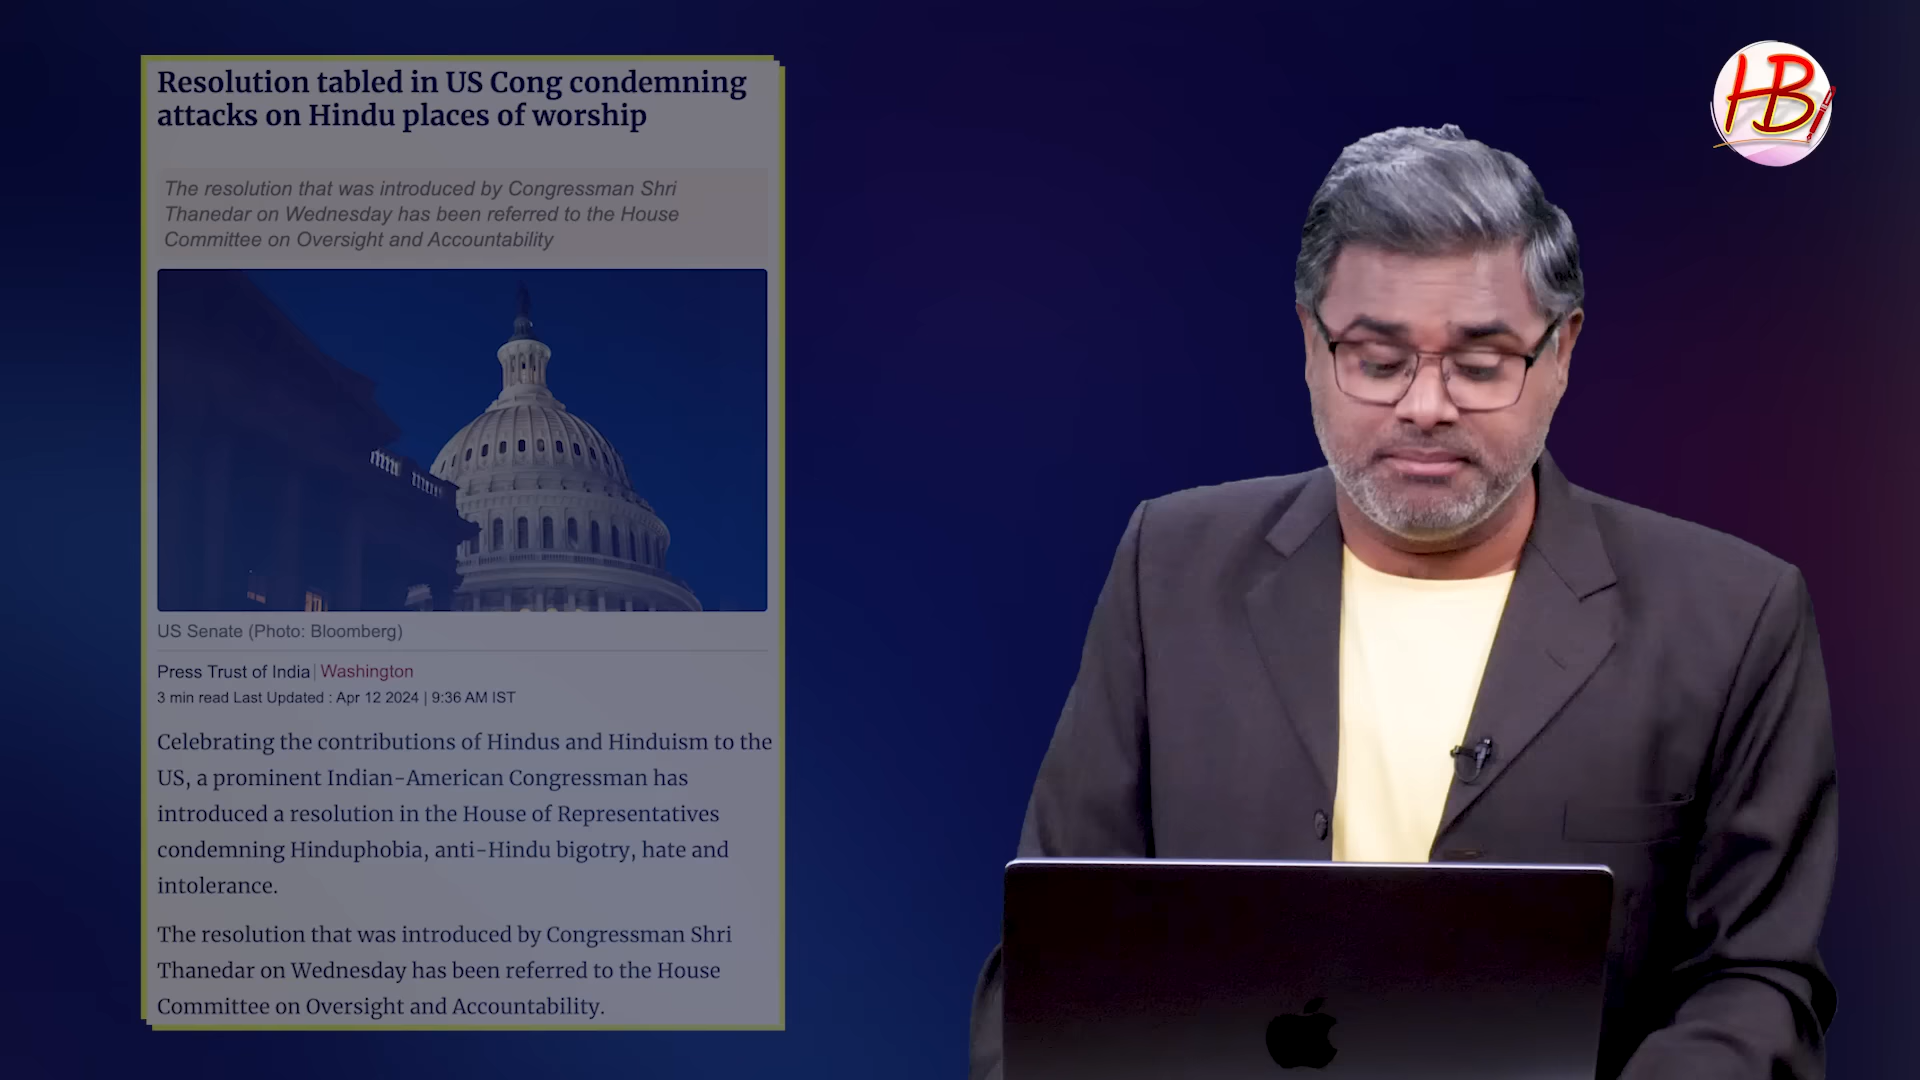 Resolution tabled in US Cong condemning
attacks on Hindu places of worship
The resolution that was introduced by Congressman Shri
Thanedar on Wednesday has been referred to the House
Committee on Oversight and Accountability
US Senate (Photo: Bloomberg)
Press Trust of India | Washington
3 min read Last Updated : Apr 12 2024 | 9:36 AM IST
Celebrating the contributions of Hindus and Hinduism to the
US, a prominent Indian-American Congressman has
introduced a resolution in the House of Representatives
condemning Hinduphobia, anti-Hindu bigotry, hate and
intolerance.
The resolution that was introduced by Congressman Shri
Thanedar on Wednesday has been referred to the House
Committee on Oversight and Accountability.
HB